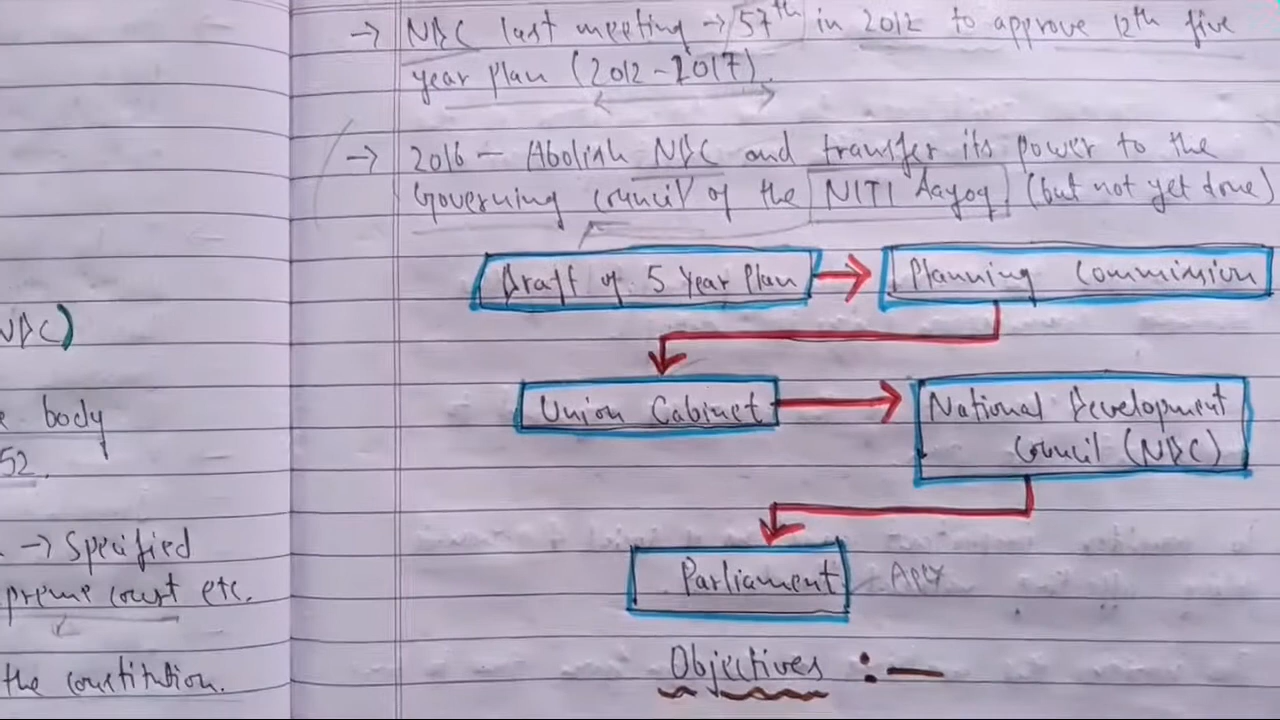 NDC)
body
52.
→ Specified
preme court etc.
the constitution.
→ NDC last meeting → 57th in 2012 to approve 12th five
year plan (2012-2017).
→ 2016 - Abolish NDC and transfer its power to the
Governing council of the NITI Aayog (but not yet done)
Draft of 5 Year Plan → Planning Commission
Union Cabinet → National Development
Council (NDC)
Parliament
Objectives :-